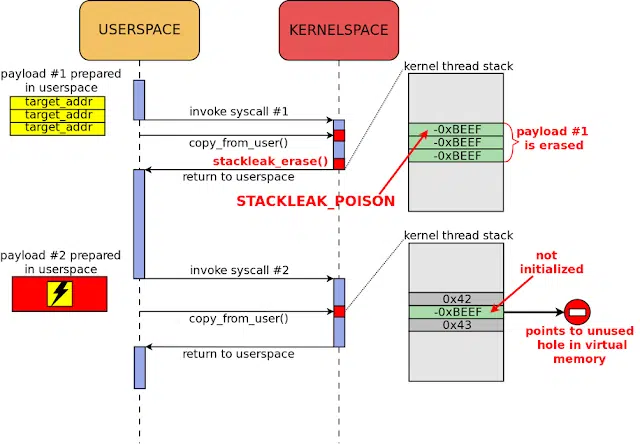 USERSPACE
KERNELSPACE
payload #1 prepared
in userspace
target_addr
target_addr
target_addr
invoke syscall #1
copy_from_user()
stackleak_erase()
return to userspace
STACKLEAK_POISON
kernel thread stack
-0xBEEF
-0xBEEF
-0xBEEF
payload #1
is erased
payload #2 prepared
in userspace
invoke syscall #2
copy_from_user()
return to userspace
kernel thread stack
not
initialized
0x42
-0xBEEF
0x43
points to unused
hole in virtual
memory